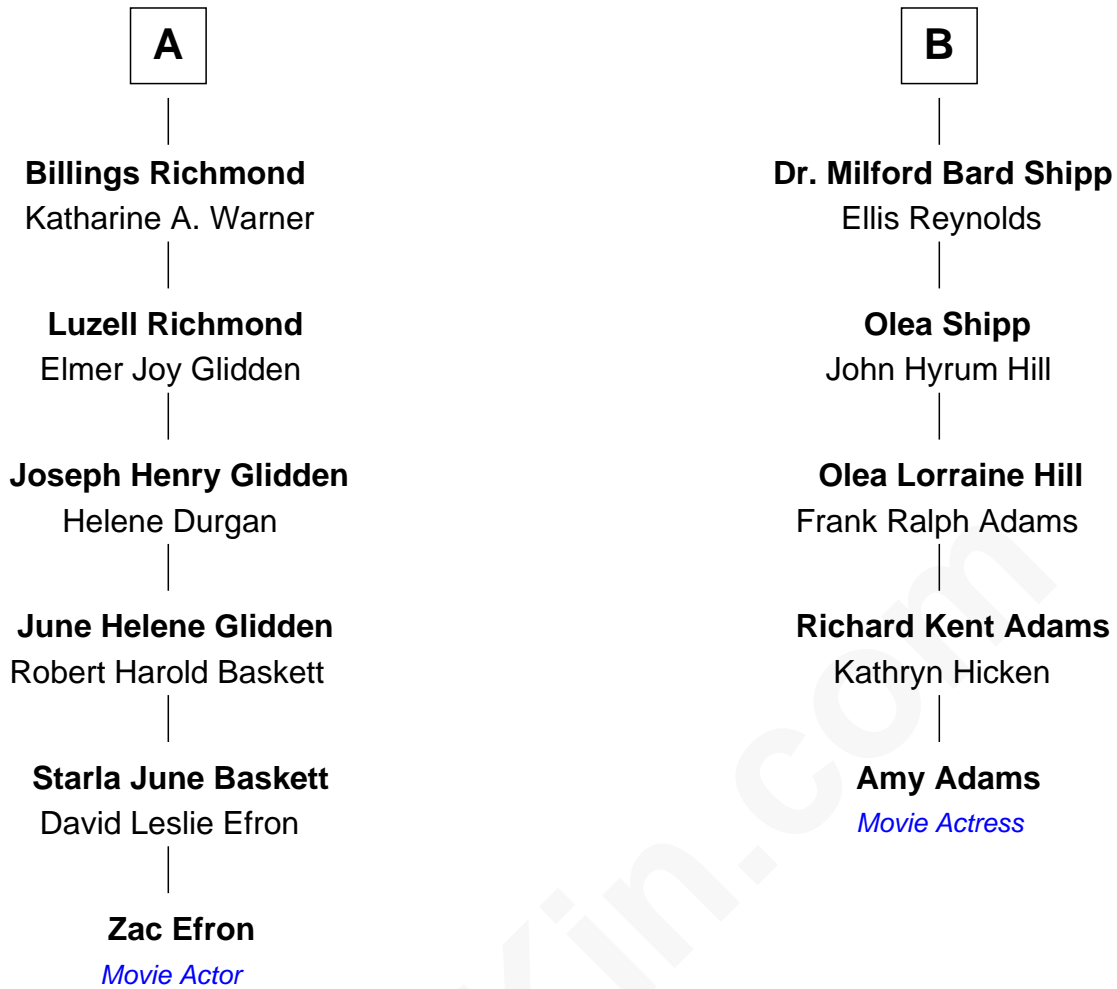 A
Billings Richmond
Katharine A. Warner
Luzell Richmond
Elmer Joy Glidden
Joseph Henry Glidden
Helene Durgan
June Helene Glidden
Robert Harold Baskett
Starla June Baskett
David Leslie Efron
Zac Efron
Movie Actor
B
Dr. Milford Bard Shipp
Ellis Reynolds
Olea Shipp
John Hyrum Hill
Olea Lorraine Hill
Frank Ralph Adams
Richard Kent Adams
Kathryn Hicken
Amy Adams
Movie Actress